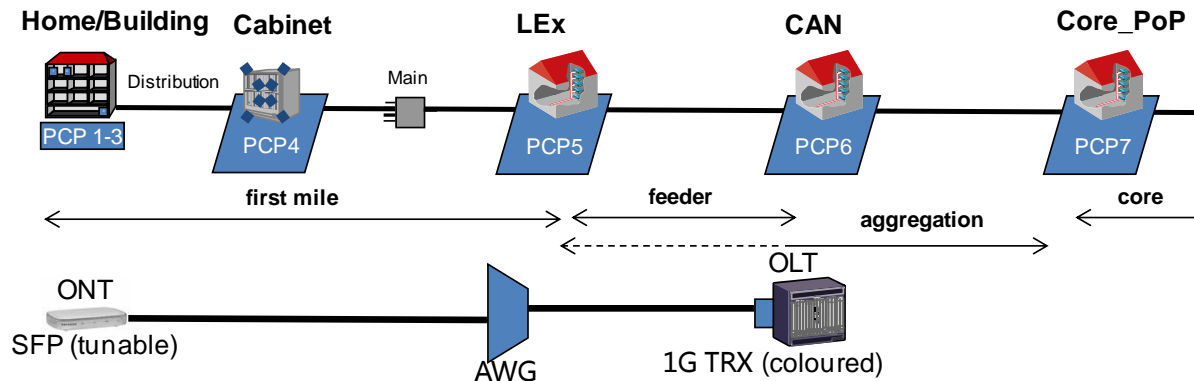 Home/Building
Cabinet
LEx
CAN
Core_PoP
Distribution
Main
PCP 1-3
PCP4
PCP5
PCP6
PCP7
first mile
feeder
aggregation
core
ONT
OLT
SFP (tunable)
AWG
1G TRX (coloured)